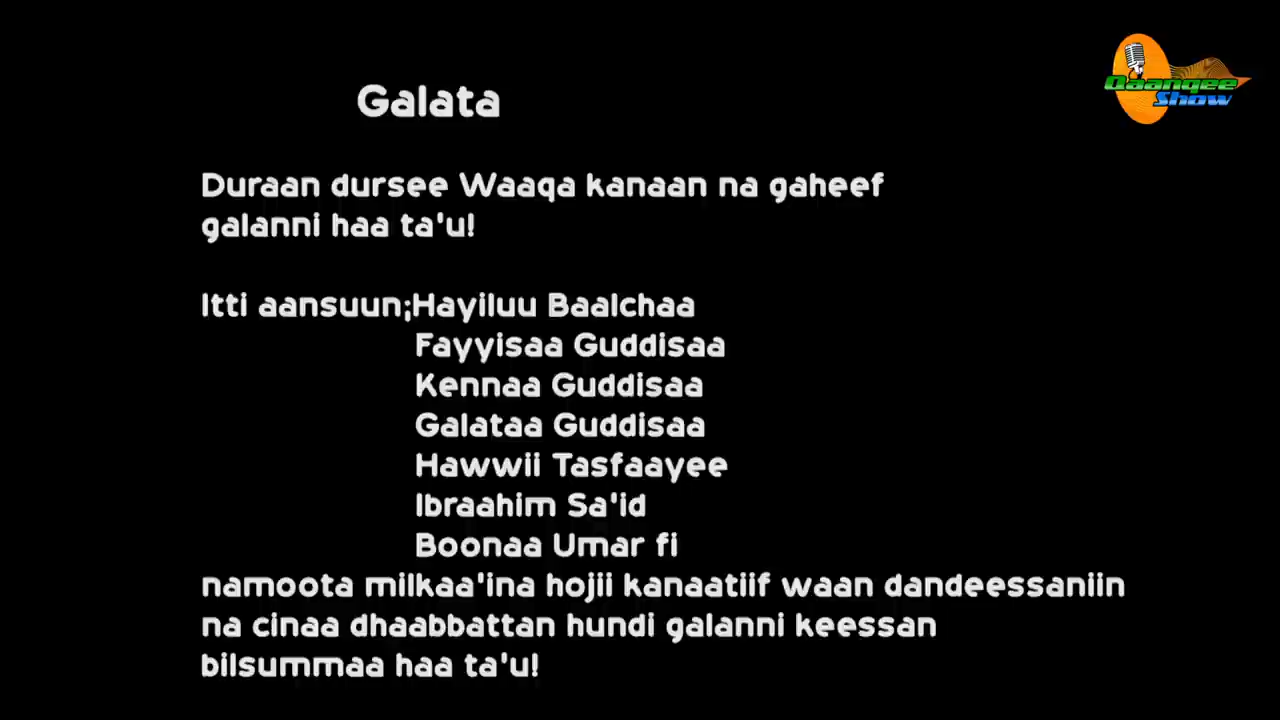 Qaanqee
Show
Galata
Duraan dursee Waaqa kanaan na gaheef
galanni haa ta'u!
Itti aansuun;Hayiluu Baalchaa
Fayyisaa Guddisaa
Kennaa Guddisaa
Galataa Guddisaa
Hawwii Tasfaayee
Ibraahim Sa'id
Boonaa Umar fi
namoota milkaa'ina hojii kanaatiif waan dandeessaniin
na cinaa dhaabbattan hundi galanni keessan
bilsummaa haa ta'u!